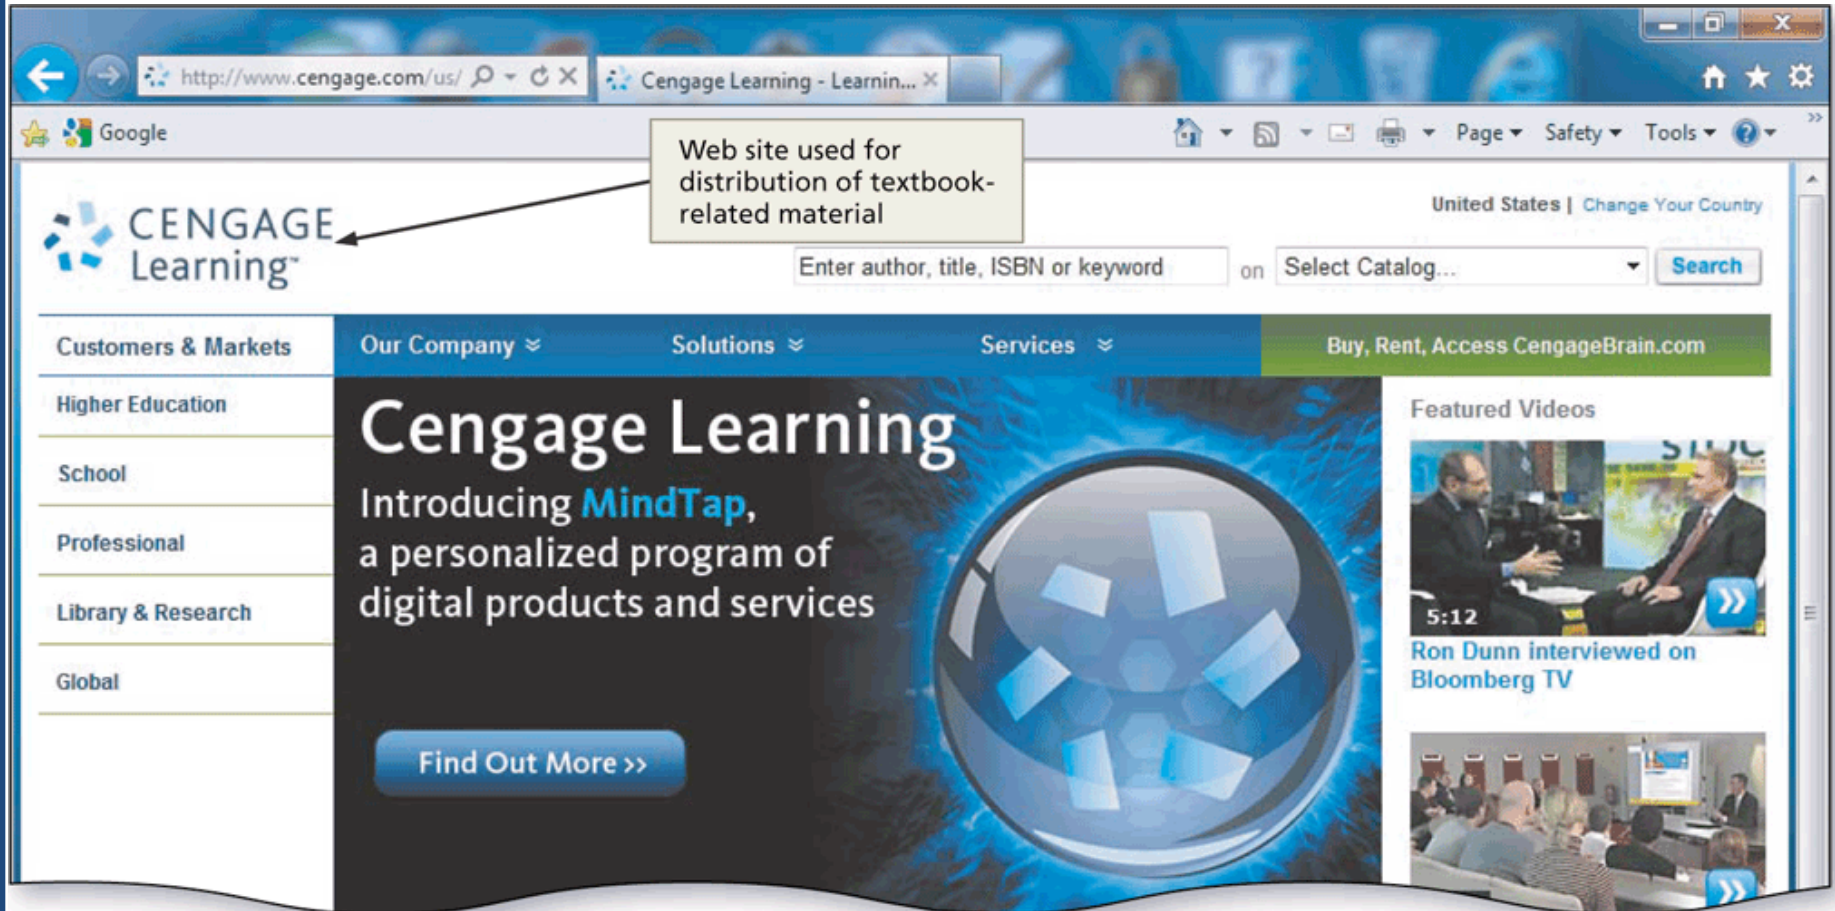 http://www.cengage.com/us/
Cengage Learning - Learnin...
Google
Page
Safety
Tools
Web site used for
distribution of textbook-
related material
CENGAGE
Learning™
United States | Change Your Country
Enter author, title, ISBN or keyword
on
Select Catalog...
Search
Customers & Markets
Our Company
Solutions
Services
Buy, Rent, Access CengageBrain.com
Higher Education
School
Professional
Library & Research
Global
Cengage Learning
Introducing MindTap,
a personalized program of
digital products and services
Find Out More >>
Featured Videos
5:12
Ron Dunn interviewed on
Bloomberg TV